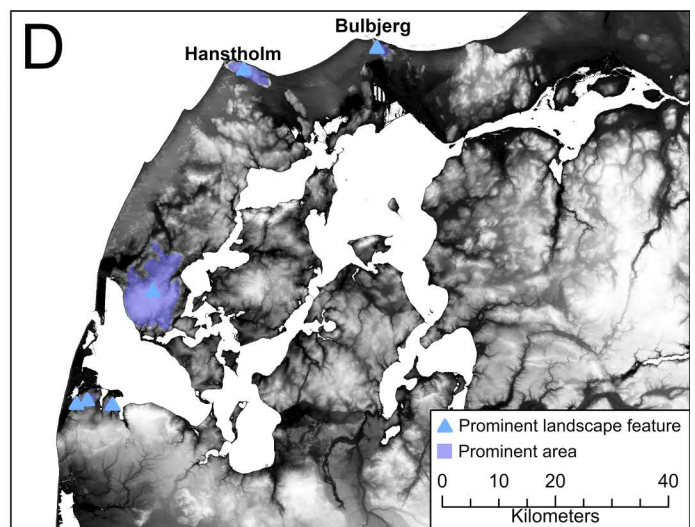 D
Bulbjerg
Hanstholm
Prominent landscape feature
Prominent area
0 10 20 40
Kilometers